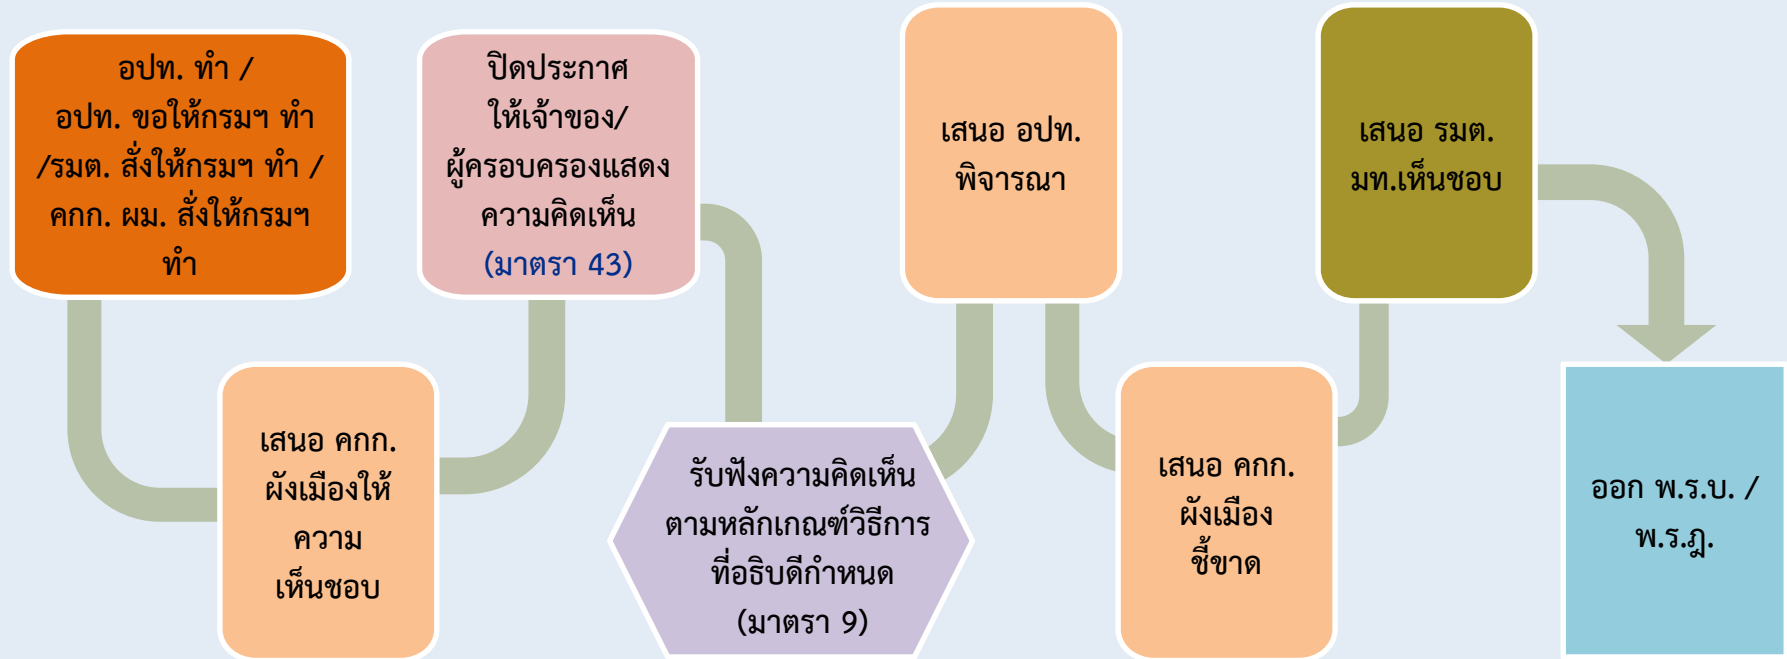 อปท. ทำ /
อปท. ขอให้กรมฯ ทำ
/รมต. สั่งให้กรมฯ ทำ /
คกก. ผม. สั่งให้กรมฯ
ทำ
เสนอ คกก.
ผังเมืองให้
ความ
เห็นชอบ
ปิดประกาศ
ให้เจ้าของ/
ผู้ครอบครองแสดง
ความคิดเห็น
(มาตรา 43)
รับฟังความคิดเห็น
ตามหลักเกณฑ์วิธีการ
ที่อธิบดีกำหนด
(มาตรา 9)
เสนอ อปท.
พิจารณา
เสนอ คกก.
ผังเมือง
ชี้ขาด
เสนอ รมต.
มท.เห็นชอบ
ออก พ.ร.บ. /
พ.ร.ฎ.